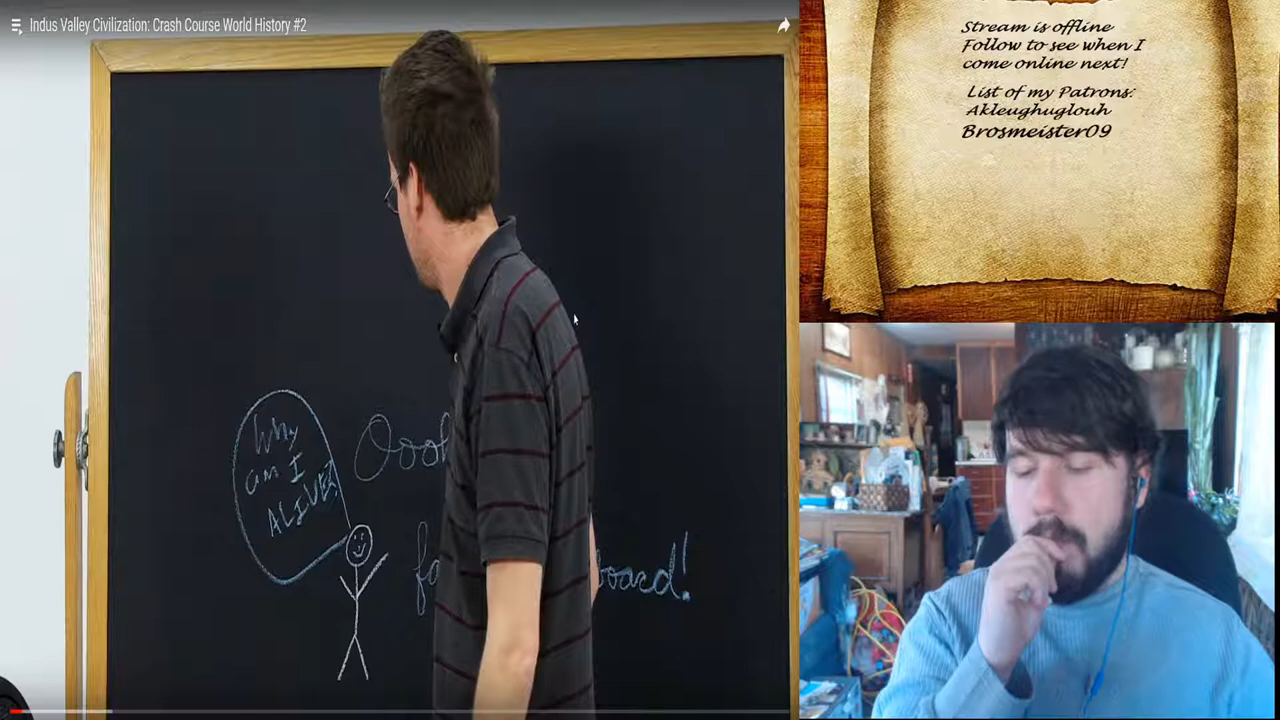 Indus Valley Civilization: Crash Course World History #2
Stream is offline
Follow to see when I
come online next!
List of my Patrons:
Akleughuglouh
Brosmeister09
Why
am I
ALIVE?
Oooh
board!